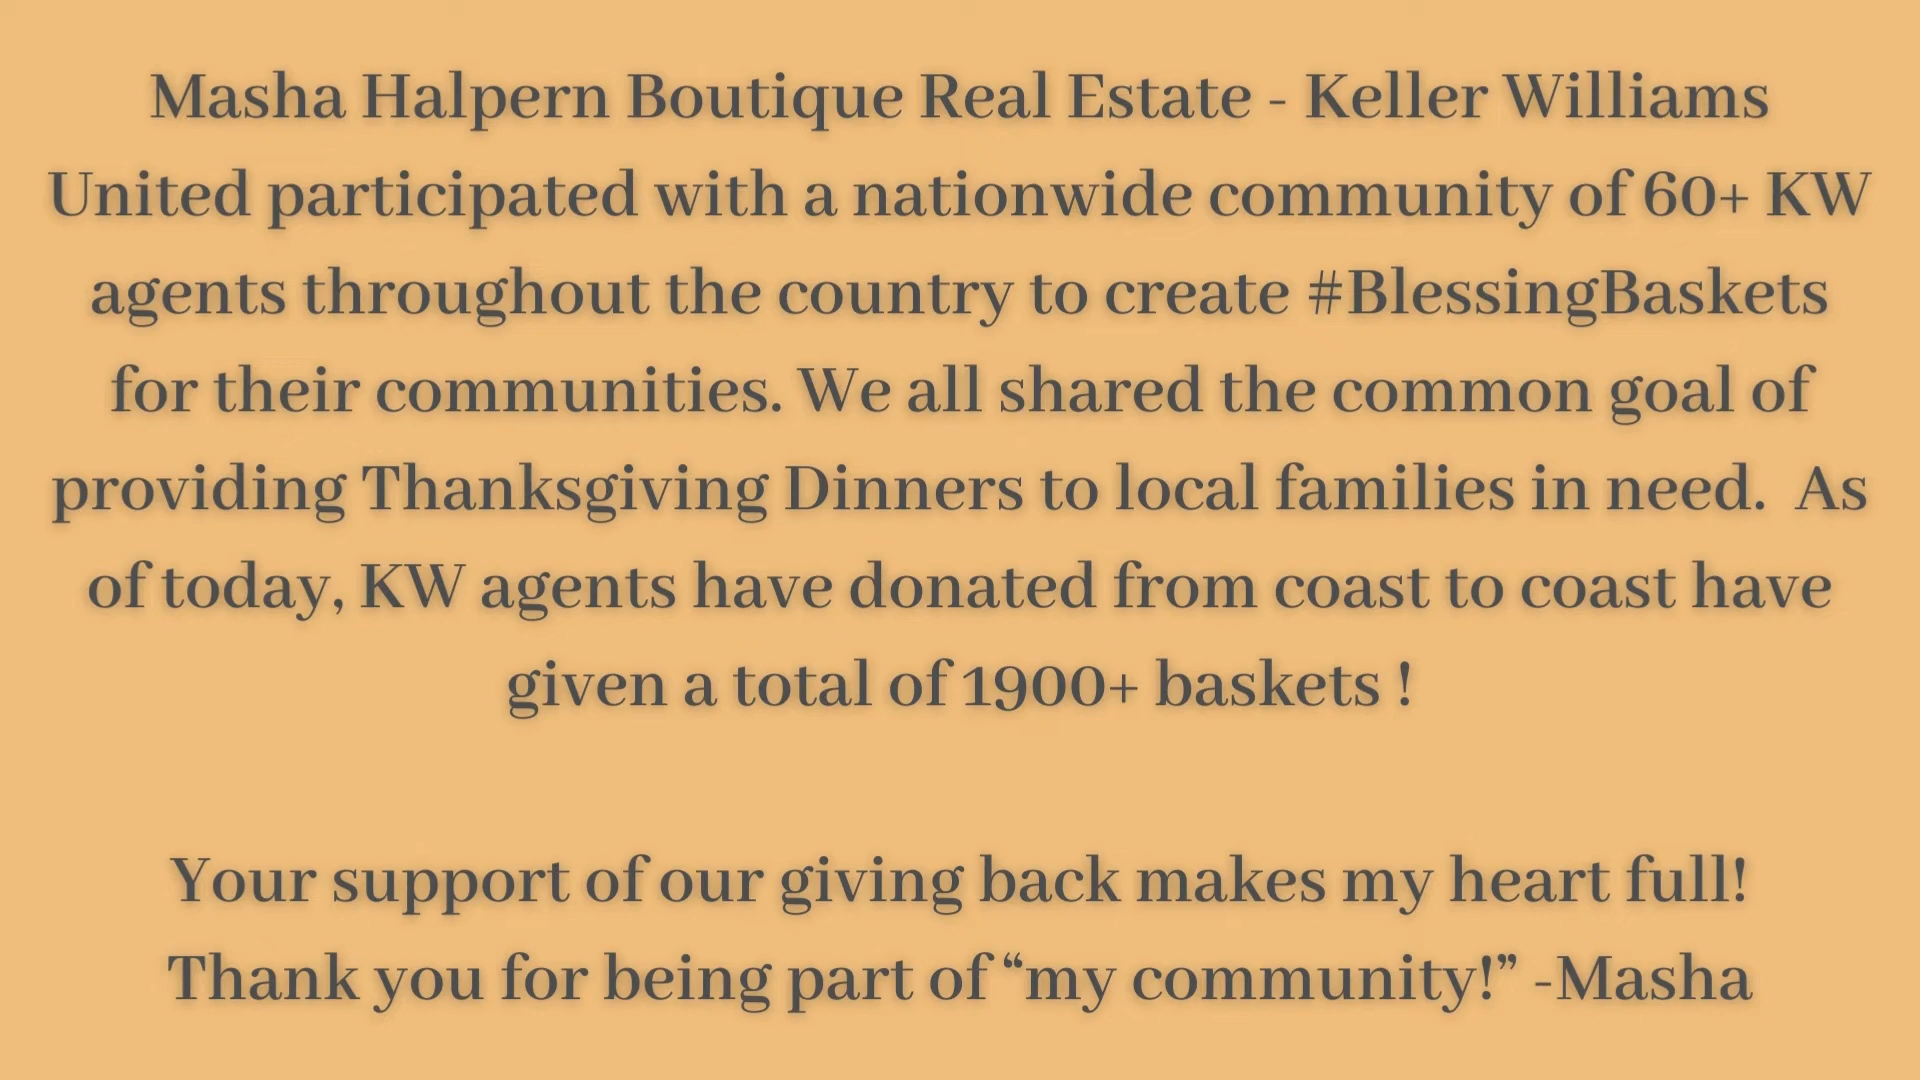 Masha Halpern Boutique Real Estate - Keller Williams
United participated with a nationwide community of 60+ KW
agents throughout the country to create #BlessingBaskets
for their communities. We all shared the common goal of
providing Thanksgiving Dinners to local families in need.  As
of today, KW agents have donated from coast to coast have
given a total of 1900+ baskets !
Your support of our giving back makes my heart full!
Thank you for being part of “my community!” -Masha